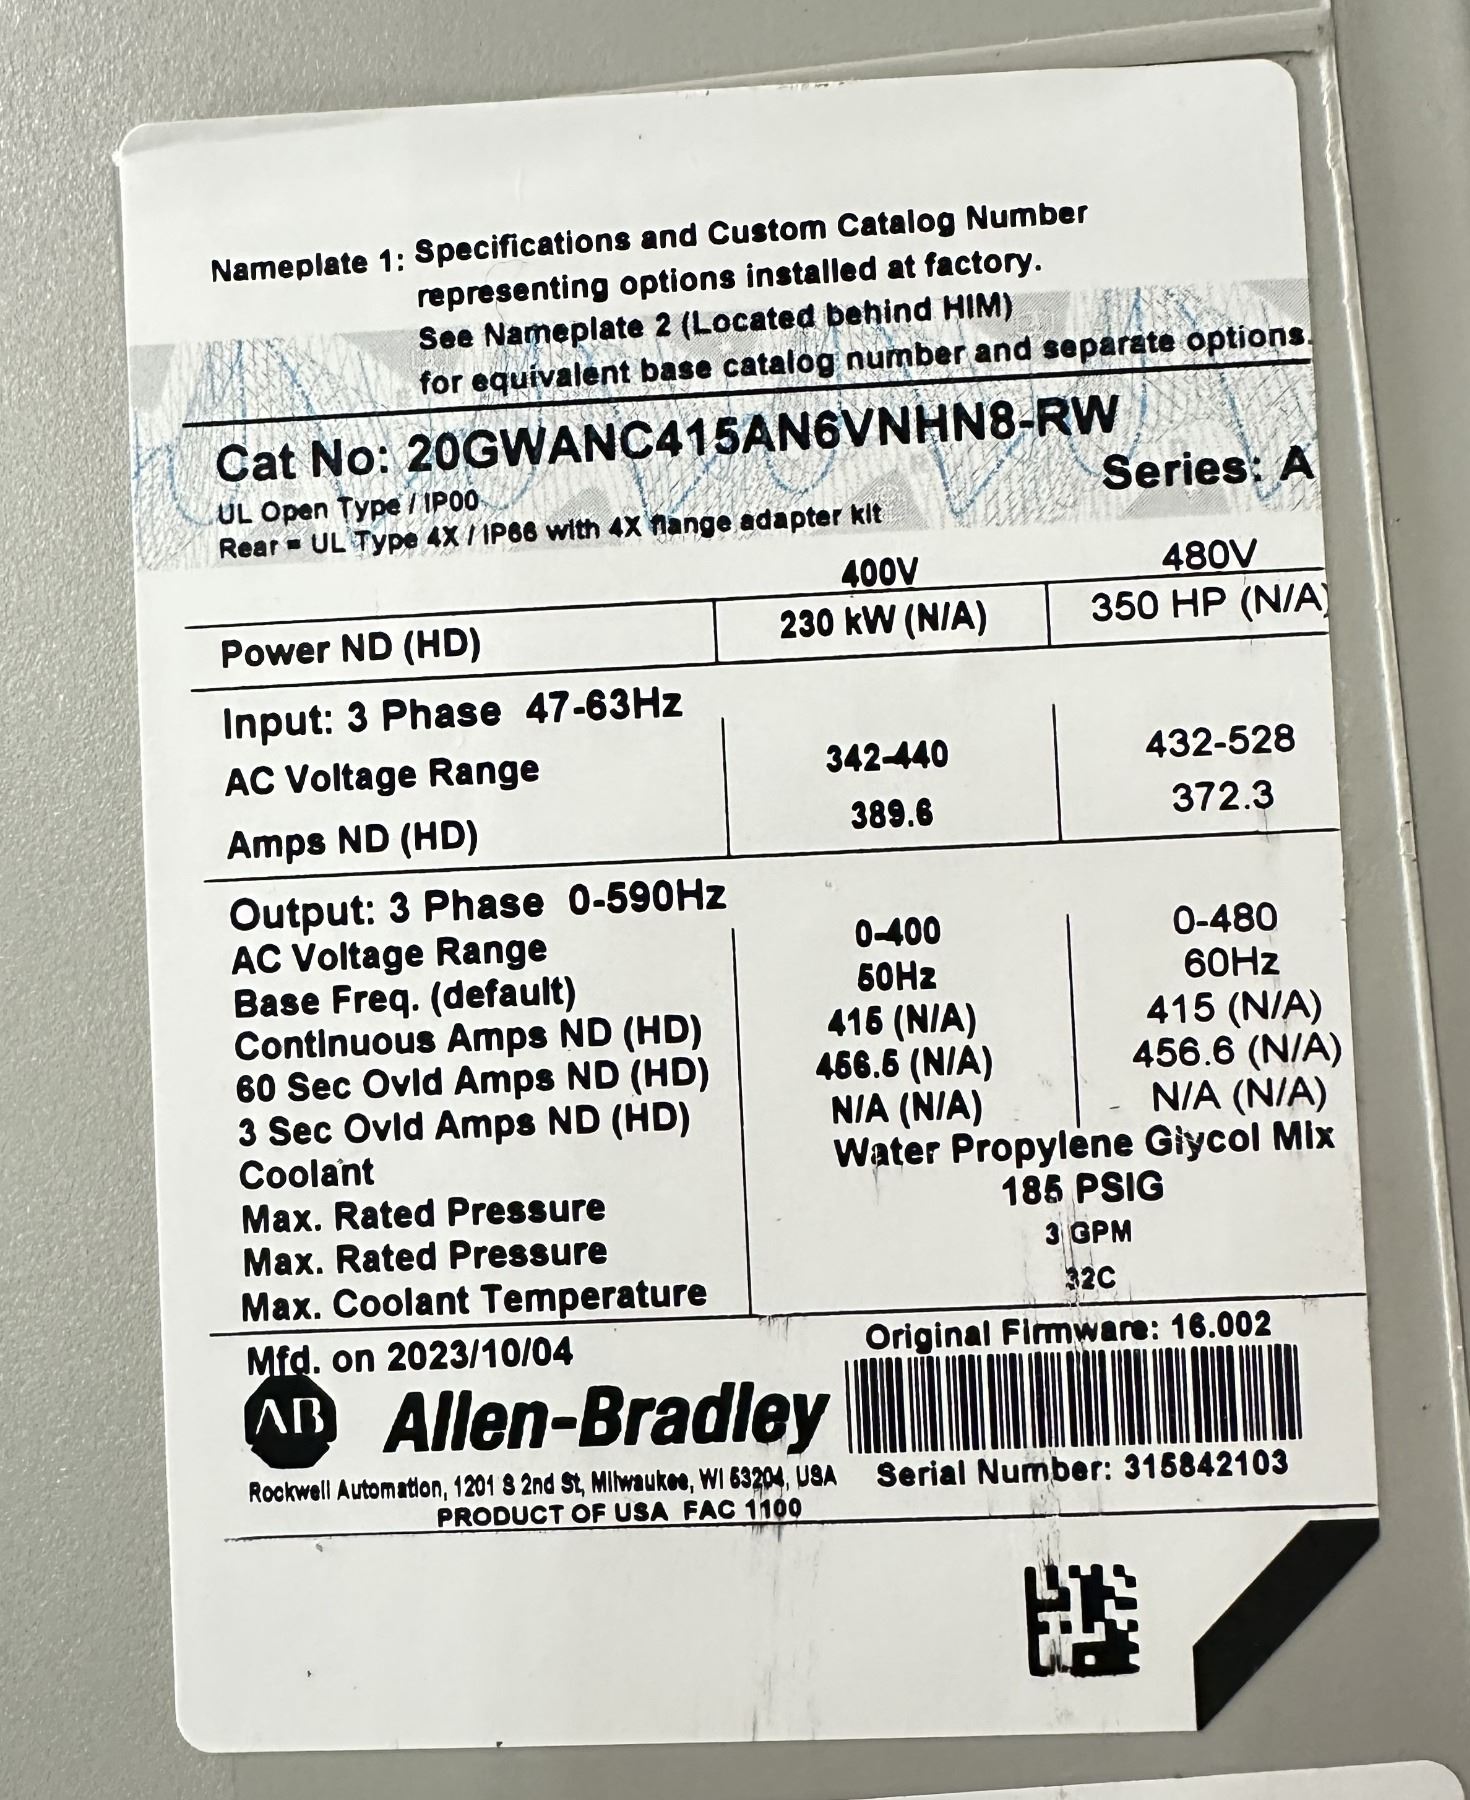 Nameplate 1: Specifications and Custom Catalog Number
representing options installed at factory.
See Nameplate 2 (Located behind HIM)
for equivalent base catalog number and separate options.
Cat No: 20GWANC415AN6VNHN8-RW
Series: A
UL Open Type / IP00
Rear = UL Type 4X / IP66 with 4X flange adapter kit
400V 480V
Power ND (HD) 230 kW (N/A) 350 HP (N/A)
Input: 3 Phase 47-63Hz
AC Voltage Range 342-440 432-528
Amps ND (HD) 389.6 372.3
Output: 3 Phase 0-590Hz
AC Voltage Range 0-400 0-480
Base Freq. (default) 50Hz 60Hz
Continuous Amps ND (HD) 415 (N/A) 415 (N/A)
60 Sec Ovld Amps ND (HD) 456.5 (N/A) 456.6 (N/A)
3 Sec Ovld Amps ND (HD) N/A (N/A) N/A (N/A)
Coolant Water Propylene Glycol Mix
Max. Rated Pressure 185 PSIG
Max. Rated Pressure 3 GPM
Max. Coolant Temperature 32C
Mfd. on 2023/10/04 Original Firmware: 16.002
AB Allen-Bradley
Rockwell Automation, 1201 S 2nd St, Milwaukee, WI 53204, USA
Serial Number: 315842103
PRODUCT OF USA FAC 1100